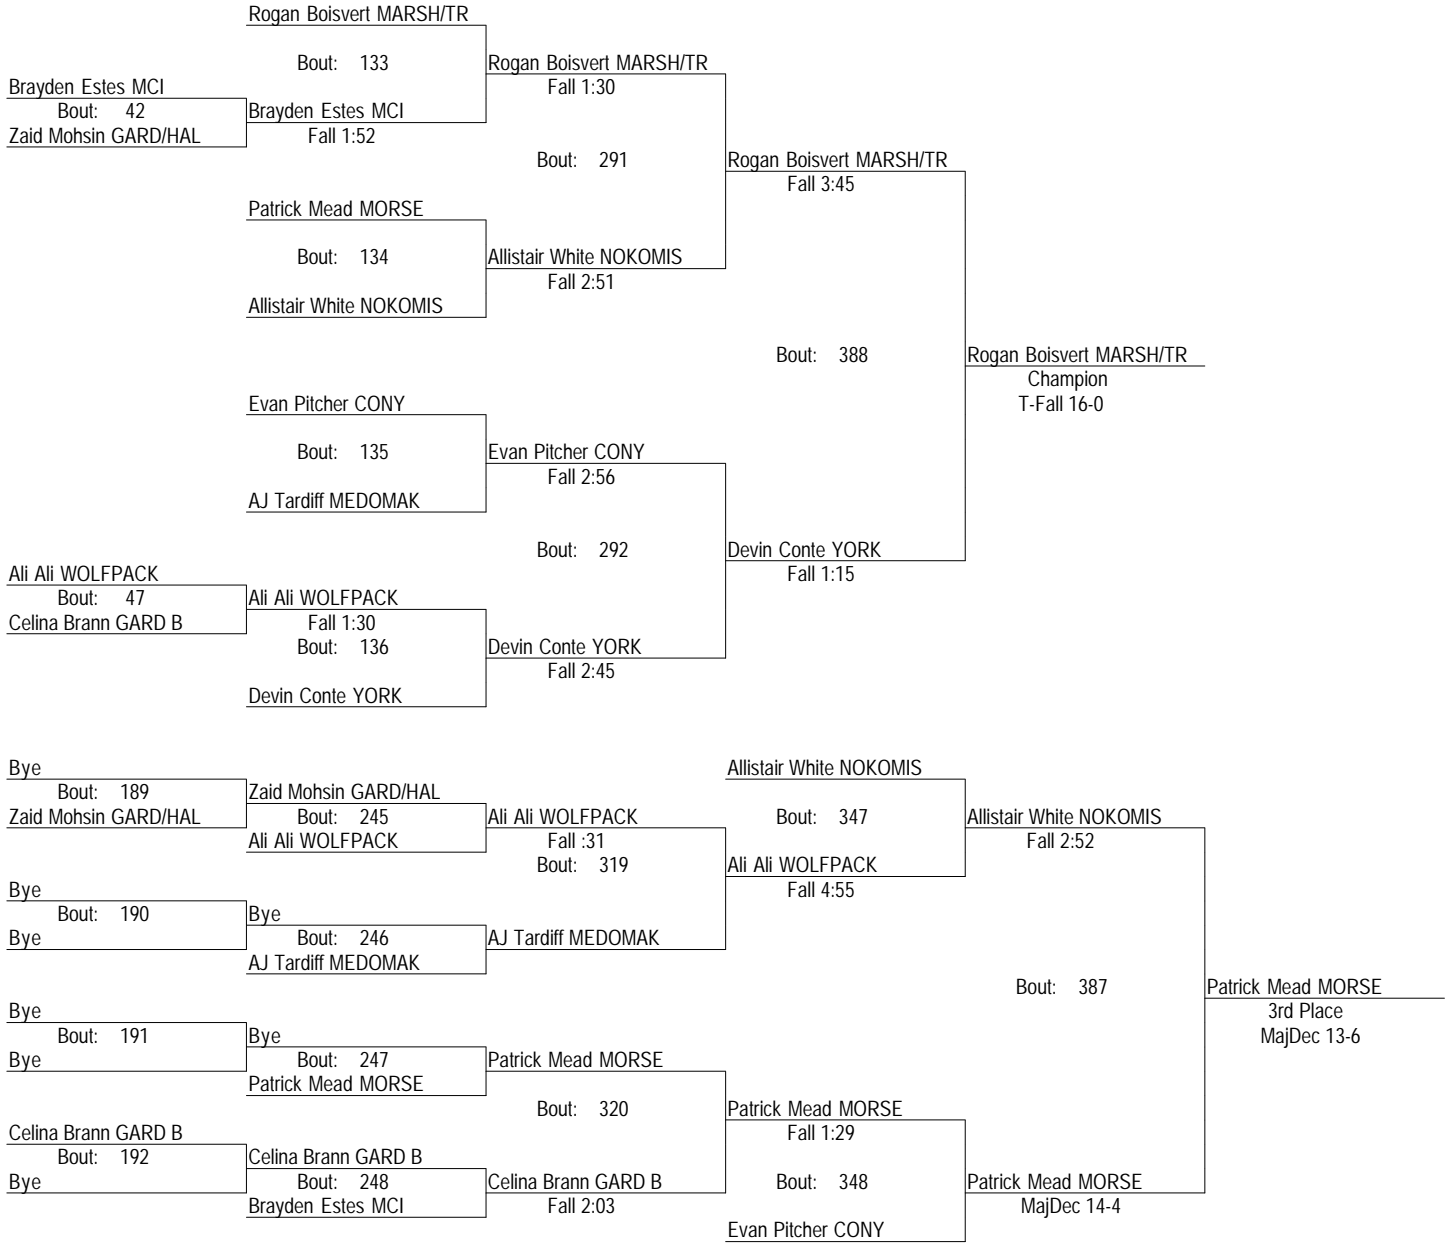 Rogan Boisvert MARSH/TR
Bout: 133
Rogan Boisvert MARSH/TR
Fall 1:30
Brayden Estes MCI
Bout: 42
Brayden Estes MCI
Zaid Mohsin GARD/HAL
Fall 1:52
Bout: 291
Rogan Boisvert MARSH/TR
Fall 3:45
Patrick Mead MORSE
Bout: 134
Allistair White NOKOMIS
Fall 2:51
Allistair White NOKOMIS
Bout: 388
Rogan Boisvert MARSH/TR
Champion
T-Fall 16-0
Evan Pitcher CONY
Bout: 135
Evan Pitcher CONY
Fall 2:56
AJ Tardiff MEDOMAK
Bout: 292
Devin Conte YORK
Fall 1:15
Ali Ali WOLFPACK
Bout: 47
Ali Ali WOLFPACK
Celina Brann GARD B
Fall 1:30
Bout: 136
Devin Conte YORK
Fall 2:45
Devin Conte YORK
Bye
Allistair White NOKOMIS
Bout: 189
Zaid Mohsin GARD/HAL
Zaid Mohsin GARD/HAL
Bout: 245
Ali Ali WOLFPACK
Bout: 347
Allistair White NOKOMIS
Ali Ali WOLFPACK
Fall :31
Fall 2:52
Bout: 319
Ali Ali WOLFPACK
Fall 4:55
Bye
Bout: 190
Bye
Bye
Bout: 246
AJ Tardiff MEDOMAK
AJ Tardiff MEDOMAK
Bout: 387
Patrick Mead MORSE
3rd Place
MajDec 13-6
Bye
Bout: 191
Bye
Bye
Bout: 247
Patrick Mead MORSE
Patrick Mead MORSE
Bout: 320
Patrick Mead MORSE
Fall 1:29
Celina Brann GARD B
Bout: 192
Celina Brann GARD B
Bye
Bout: 248
Celina Brann GARD B
Bout: 348
Patrick Mead MORSE
Brayden Estes MCI
Fall 2:03
MajDec 14-4
Evan Pitcher CONY